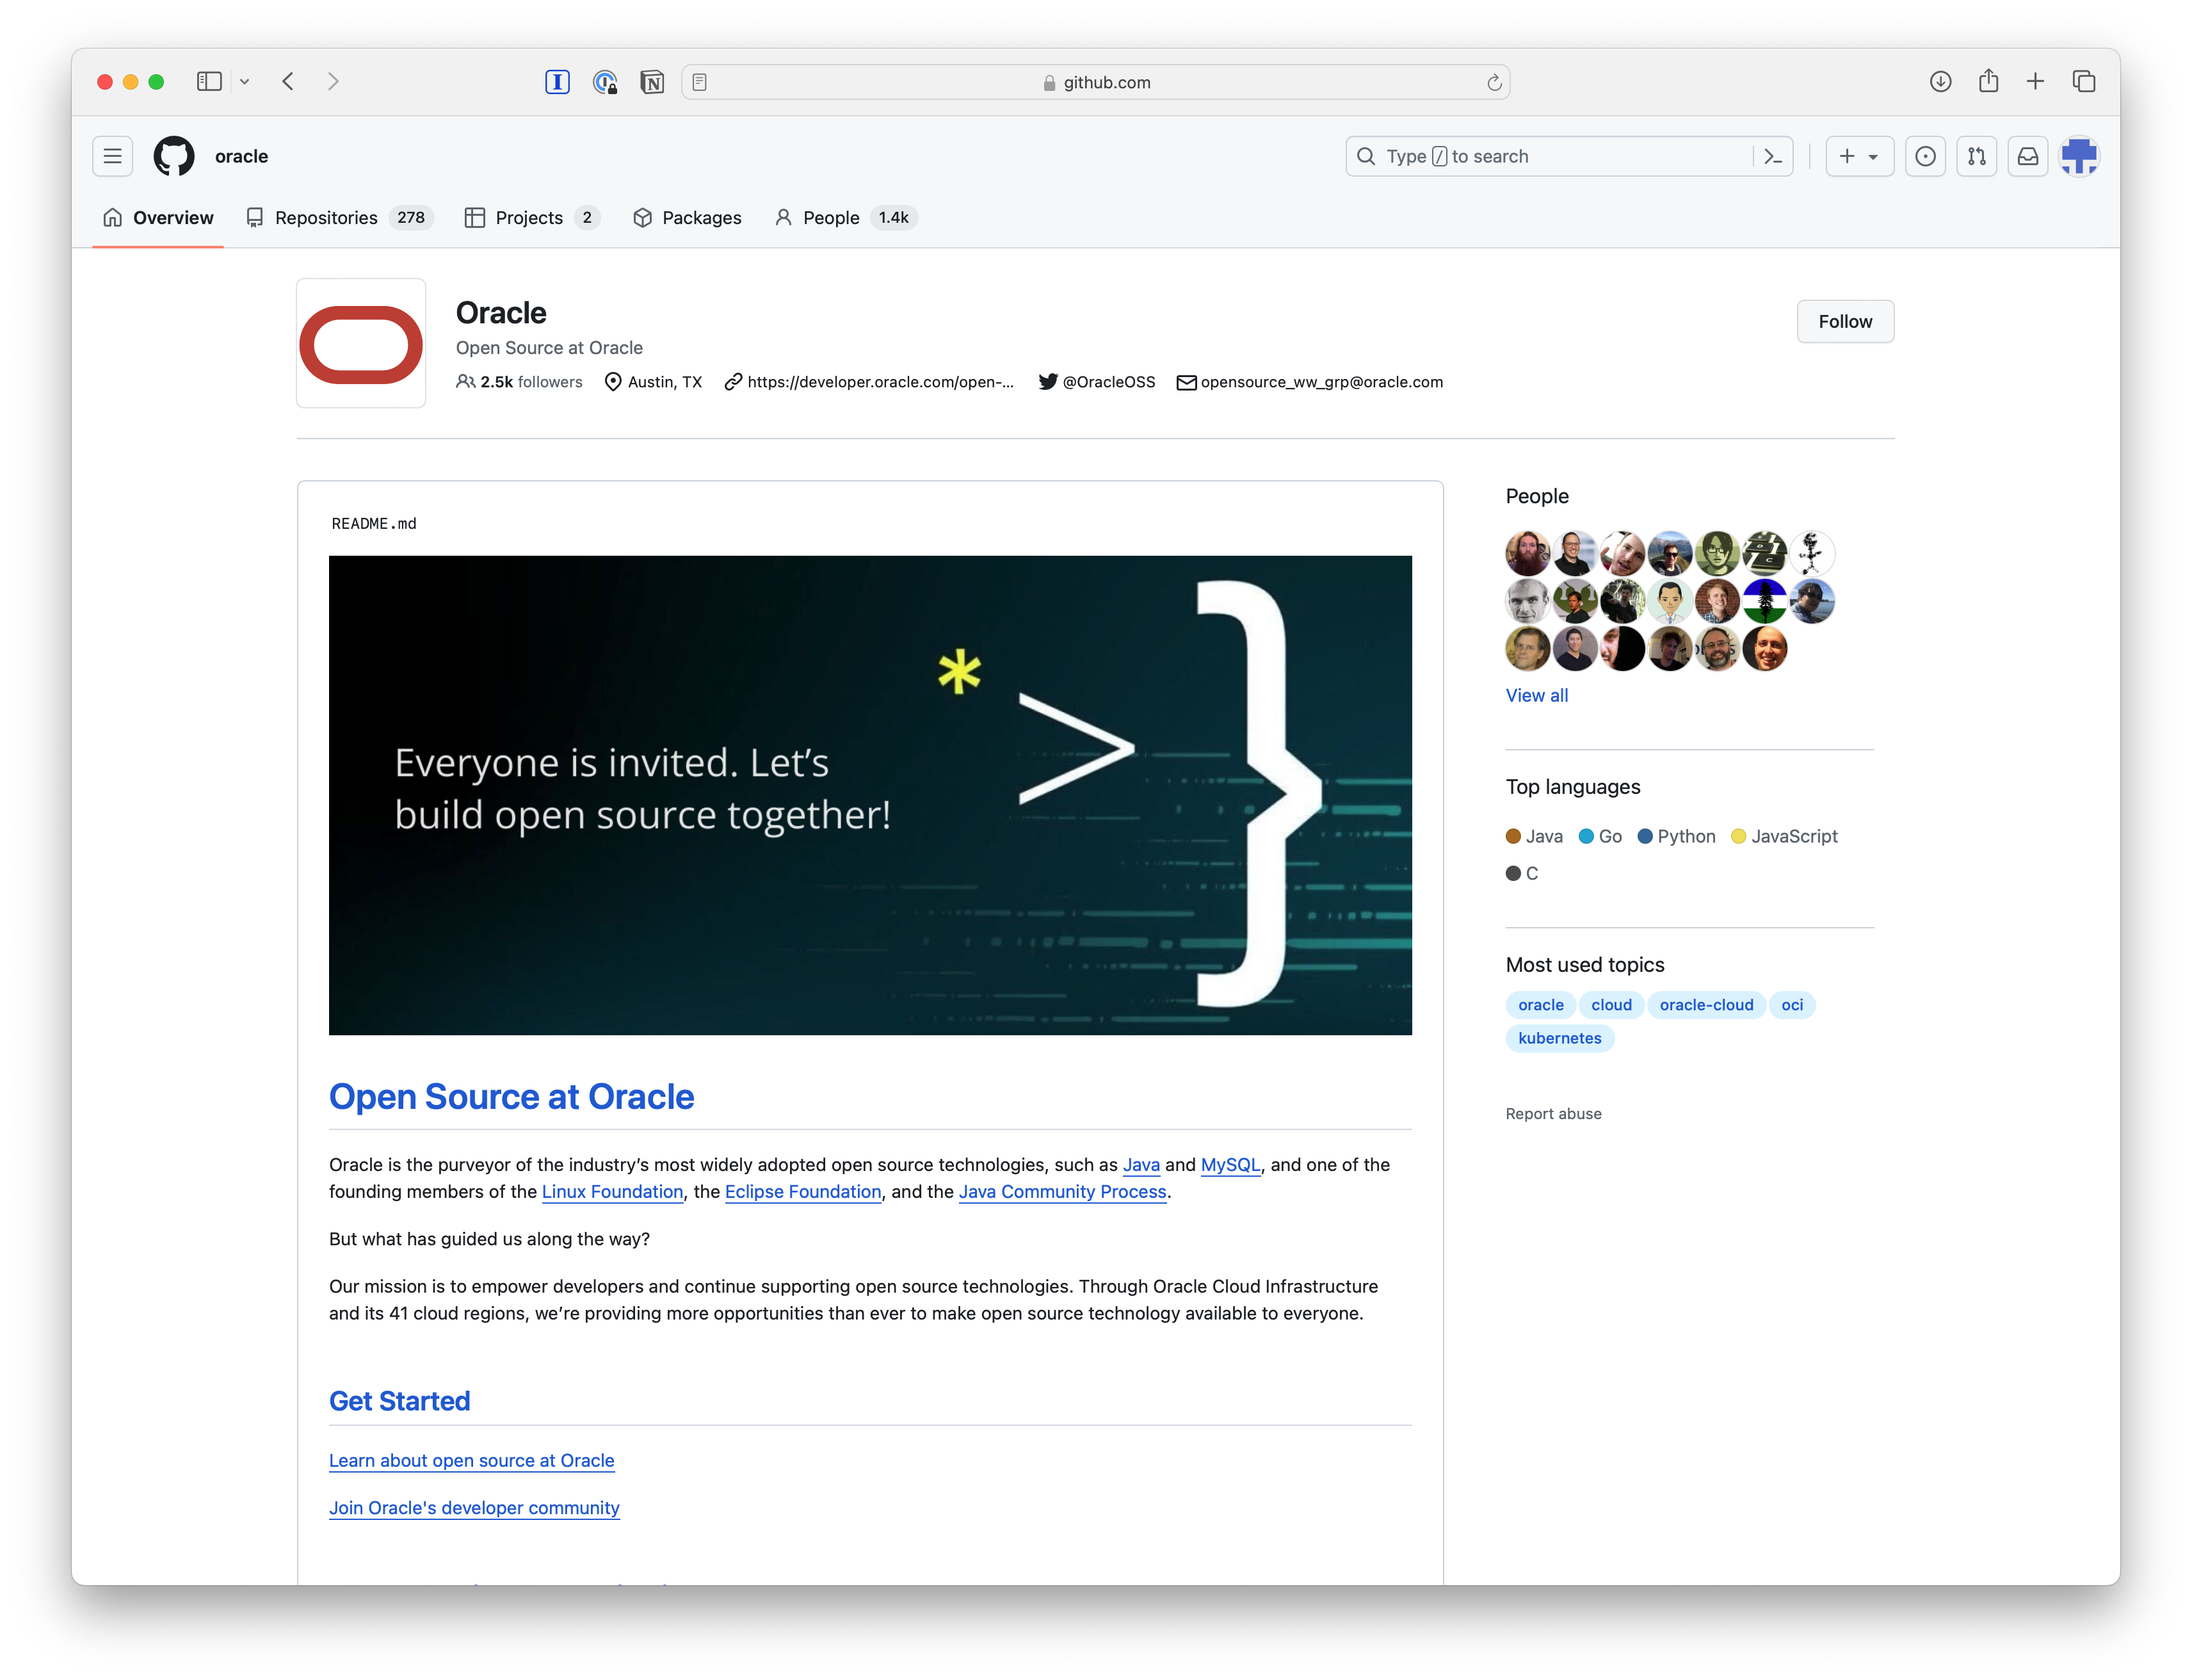 github.com
oracle
Type / to search
Overview
Repositories 278
Projects 2
Packages
People 1.4k
Oracle
Open Source at Oracle
2.5k followers
Austin, TX
https://developer.oracle.com/open-...
@OracleOSS
opensource_ww_grp@oracle.com
Follow
README.md
Everyone is invited. Let's
build open source together!
Open Source at Oracle
Oracle is the purveyor of the industry's most widely adopted open source technologies, such as Java and MySQL, and one of the
founding members of the Linux Foundation, the Eclipse Foundation, and the Java Community Process.
But what has guided us along the way?
Our mission is to empower developers and continue supporting open source technologies. Through Oracle Cloud Infrastructure
and its 41 cloud regions, we're providing more opportunities than ever to make open source technology available to everyone.
Get Started
Learn about open source at Oracle
Join Oracle's developer community
People
View all
Top languages
Java Go Python JavaScript
C
Most used topics
oracle cloud oracle-cloud oci
kubernetes
Report abuse